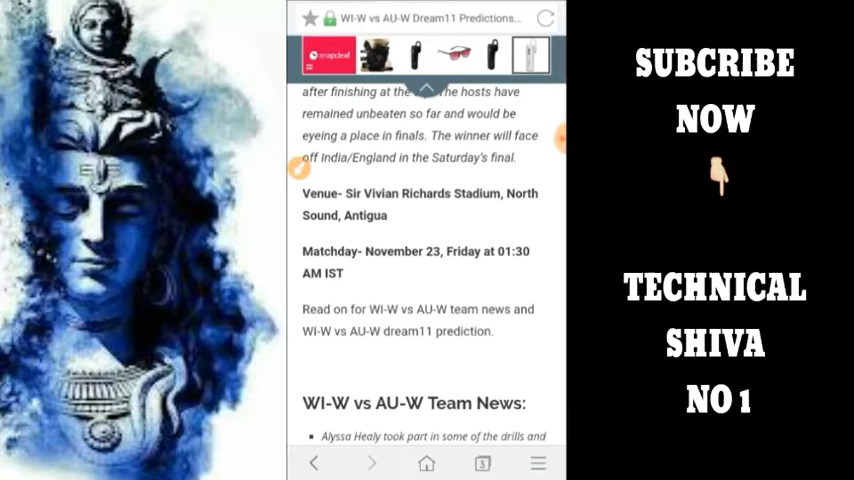 WI-W vs AU-W Dream11 Predictions...
snapdeal
after finishing at the
The hosts have
remained unbeaten so far and would be
eyeing a place in finals. The winner will face
off India/England in the Saturday's final.
Venue- Sir Vivian Richards Stadium, North
Sound, Antigua
Matchday- November 23, Friday at 01:30
AM IST
Read on for WI-W vs AU-W team news and
WI-W vs AU-W dream11 prediction.
WI-W vs AU-W Team News:
Alyssa Healy took part in some of the drills and
3
SUBCRIBE
NOW
TECHNICAL
SHIVA
NO 1